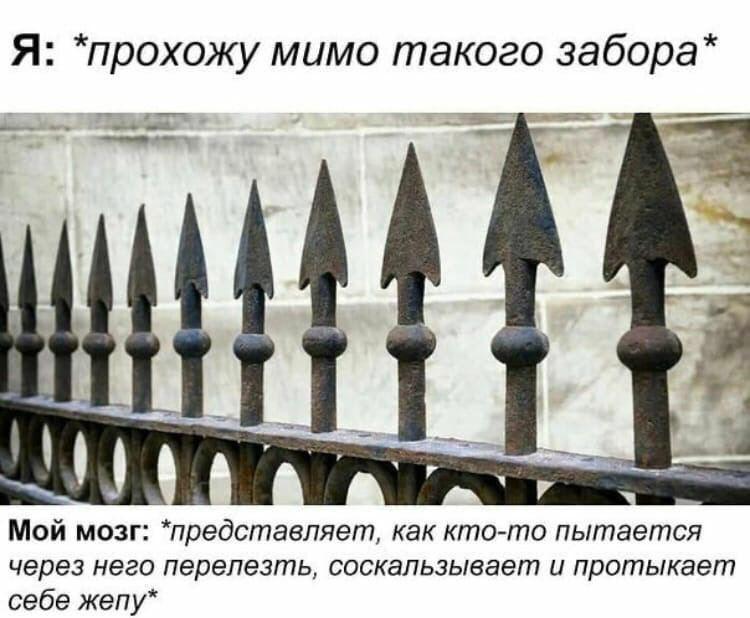 Я: *прохожу мимо такого забора*
Мой мозг: *представляет, как кто-то пытается
через него перелезть, соскальзывает и протыкает
себе жепу*